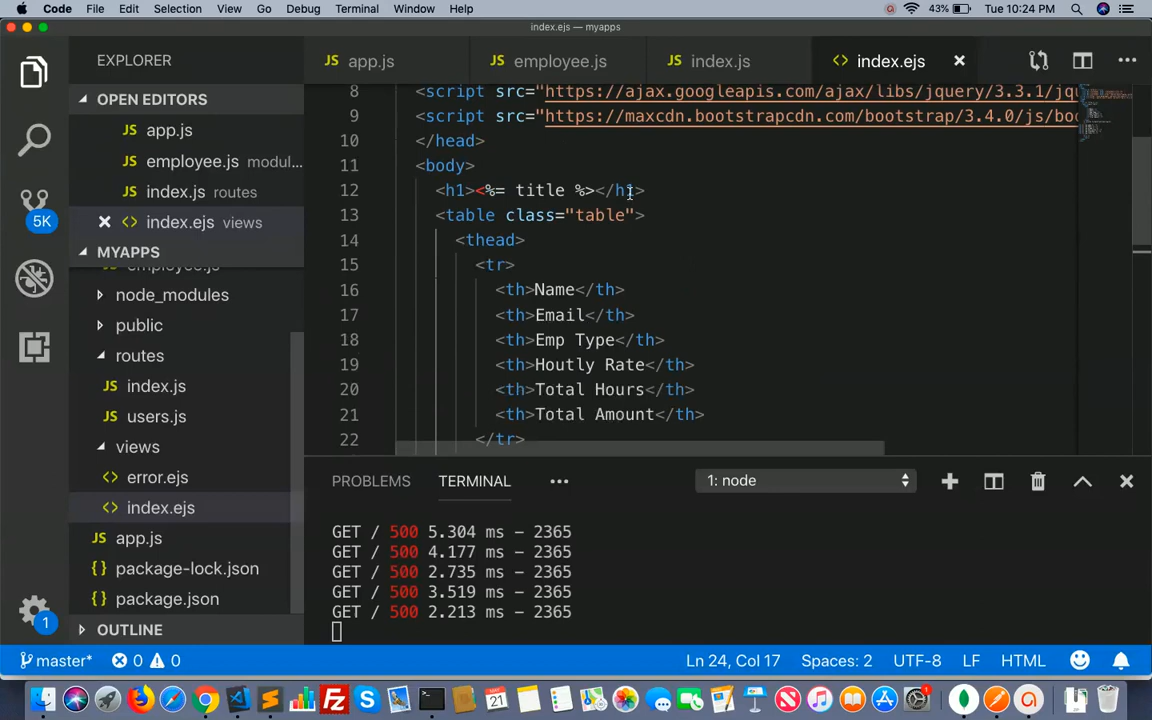 Code File Edit Selection View Go Debug Terminal Window Help 43% Tue 10:24 PM
index.ejs — myapps
EXPLORER
JS app.js
JS employee.js
JS index.js
<> index.ejs
OPEN EDITORS
JS app.js
JS employee.js modul...
JS index.js routes
<> index.ejs views
MYAPPS
employee.js
node_modules
public
routes
JS index.js
JS users.js
views
<> error.ejs
<> index.ejs
JS app.js
{} package-lock.json
{} package.json
OUTLINE
5K
1
8 <script src="https://ajax.googleapis.com/ajax/libs/jquery/3.3.1/jq
9 <script src="https://maxcdn.bootstrapcdn.com/bootstrap/3.4.0/js/boo
10 </head>
11 <body>
12 <h1><%= title %></h1>
13 <table class="table">
14 <thead>
15 <tr>
16 <th>Name</th>
17 <th>Email</th>
18 <th>Emp Type</th>
19 <th>Houtly Rate</th>
20 <th>Total Hours</th>
21 <th>Total Amount</th>
22 </tr>
PROBLEMS TERMINAL ... 1: node
GET / 500 5.304 ms - 2365
GET / 500 4.177 ms - 2365
GET / 500 2.735 ms - 2365
GET / 500 3.519 ms - 2365
GET / 500 2.213 ms - 2365
master* 0 0 Ln 24, Col 17 Spaces: 2 UTF-8 LF HTML